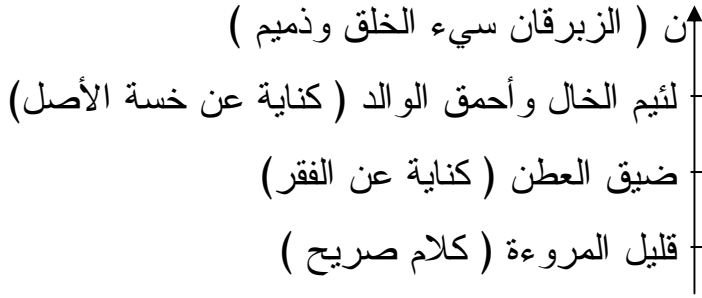 ن ( الزبرقان سيء الخلق وذميم )
لئيم الخال وأحمق الوالد ( كناية عن خسة الأصل)
ضيق العطن ( كناية عن الفقر)
قليل المروءة ( كلام صريح )